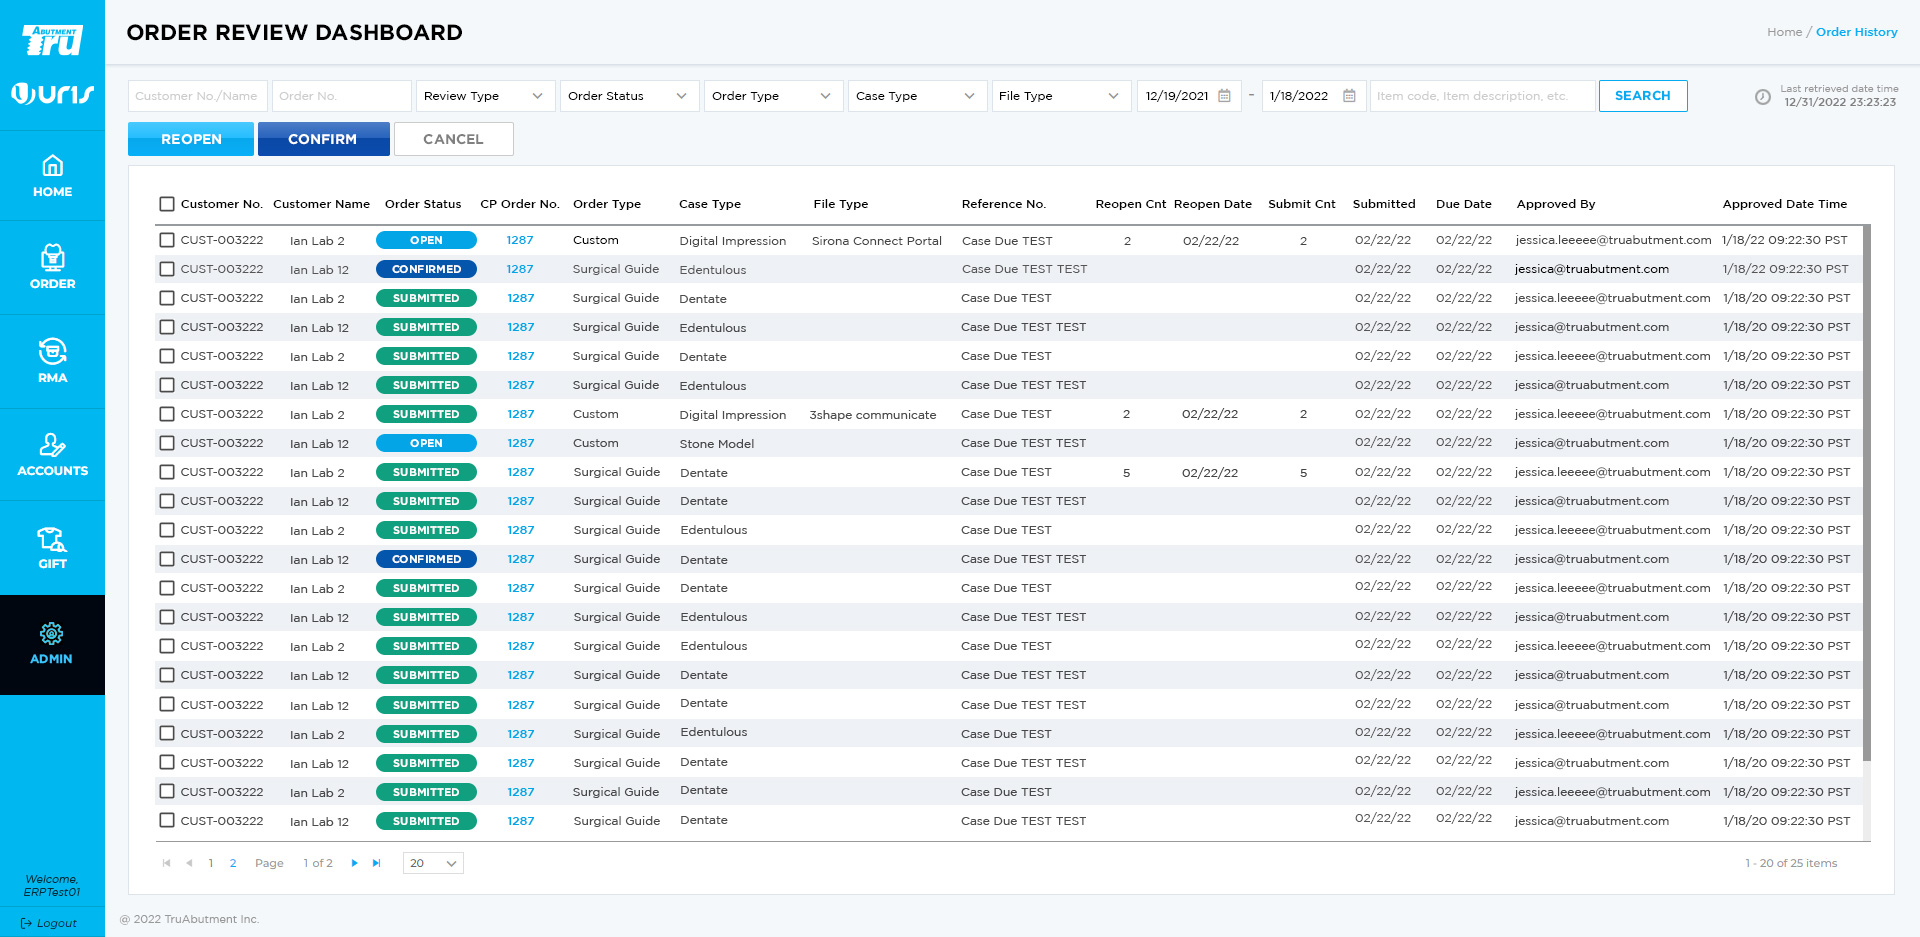 ABUTMENT
Tru
ORDER REVIEW DASHBOARD
Home / Order History
uris
Customer No./Name Order No. Review Type Order Status Order Type Case Type File Type 12/19/2021 - 1/18/2022 Item code, Item description, etc. SEARCH
Last retrieved date time
12/31/2022 23:23:23
REOPEN CONFIRM CANCEL
HOME
ORDER
RMA
ACCOUNTS
GIFT
ADMIN
Customer No. Customer Name Order Status CP Order No. Order Type Case Type File Type Reference No. Reopen Cnt Reopen Date Submit Cnt Submitted Due Date Approved By Approved Date Time
CUST-003222 Ian Lab 2 OPEN 1287 Custom Digital Impression Sirona Connect Portal Case Due TEST 2 02/22/22 2 02/22/22 02/22/22 jessica.leeeee@truabutment.com 1/18/22 09:22:30 PST
CUST-003222 Ian Lab 12 CONFIRMED 1287 Surgical Guide Edentulous Case Due TEST TEST 02/22/22 02/22/22 jessica@truabutment.com 1/18/22 09:22:30 PST
CUST-003222 Ian Lab 2 SUBMITTED 1287 Surgical Guide Dentate Case Due TEST 02/22/22 02/22/22 jessica.leeeee@truabutment.com 1/18/20 09:22:30 PST
CUST-003222 Ian Lab 12 SUBMITTED 1287 Surgical Guide Edentulous Case Due TEST TEST 02/22/22 02/22/22 jessica@truabutment.com 1/18/20 09:22:30 PST
CUST-003222 Ian Lab 2 SUBMITTED 1287 Surgical Guide Dentate Case Due TEST 02/22/22 02/22/22 jessica.leeeee@truabutment.com 1/18/20 09:22:30 PST
CUST-003222 Ian Lab 12 SUBMITTED 1287 Surgical Guide Edentulous Case Due TEST TEST 02/22/22 02/22/22 jessica@truabutment.com 1/18/20 09:22:30 PST
CUST-003222 Ian Lab 2 SUBMITTED 1287 Custom Digital Impression 3shape communicate Case Due TEST 2 02/22/22 2 02/22/22 02/22/22 jessica.leeeee@truabutment.com 1/18/20 09:22:30 PST
CUST-003222 Ian Lab 12 OPEN 1287 Custom Stone Model Case Due TEST TEST 02/22/22 02/22/22 jessica@truabutment.com 1/18/20 09:22:30 PST
CUST-003222 Ian Lab 2 SUBMITTED 1287 Surgical Guide Dentate Case Due TEST 5 02/22/22 5 02/22/22 02/22/22 jessica.leeeee@truabutment.com 1/18/20 09:22:30 PST
CUST-003222 Ian Lab 12 SUBMITTED 1287 Surgical Guide Dentate Case Due TEST TEST 02/22/22 02/22/22 jessica@truabutment.com 1/18/20 09:22:30 PST
CUST-003222 Ian Lab 2 SUBMITTED 1287 Surgical Guide Edentulous Case Due TEST 02/22/22 02/22/22 jessica.leeeee@truabutment.com 1/18/20 09:22:30 PST
CUST-003222 Ian Lab 12 CONFIRMED 1287 Surgical Guide Dentate Case Due TEST TEST 02/22/22 02/22/22 jessica@truabutment.com 1/18/20 09:22:30 PST
CUST-003222 Ian Lab 2 SUBMITTED 1287 Surgical Guide Dentate Case Due TEST 02/22/22 02/22/22 jessica.leeeee@truabutment.com 1/18/20 09:22:30 PST
CUST-003222 Ian Lab 12 SUBMITTED 1287 Surgical Guide Edentulous Case Due TEST TEST 02/22/22 02/22/22 jessica@truabutment.com 1/18/20 09:22:30 PST
CUST-003222 Ian Lab 2 SUBMITTED 1287 Surgical Guide Edentulous Case Due TEST 02/22/22 02/22/22 jessica.leeeee@truabutment.com 1/18/20 09:22:30 PST
CUST-003222 Ian Lab 12 SUBMITTED 1287 Surgical Guide Dentate Case Due TEST TEST 02/22/22 02/22/22 jessica@truabutment.com 1/18/20 09:22:30 PST
CUST-003222 Ian Lab 12 SUBMITTED 1287 Surgical Guide Dentate Case Due TEST TEST 02/22/22 02/22/22 jessica@truabutment.com 1/18/20 09:22:30 PST
CUST-003222 Ian Lab 2 SUBMITTED 1287 Surgical Guide Edentulous Case Due TEST 02/22/22 02/22/22 jessica.leeeee@truabutment.com 1/18/20 09:22:30 PST
CUST-003222 Ian Lab 12 SUBMITTED 1287 Surgical Guide Dentate Case Due TEST TEST 02/22/22 02/22/22 jessica@truabutment.com 1/18/20 09:22:30 PST
CUST-003222 Ian Lab 2 SUBMITTED 1287 Surgical Guide Dentate Case Due TEST 02/22/22 02/22/22 jessica.leeeee@truabutment.com 1/18/20 09:22:30 PST
CUST-003222 Ian Lab 12 SUBMITTED 1287 Surgical Guide Dentate Case Due TEST TEST 02/22/22 02/22/22 jessica@truabutment.com 1/18/20 09:22:30 PST
1 2 Page 1 of 2 20 1 - 20 of 25 items
Welcome,
ERPTest01
Logout
@ 2022 TruAbutment Inc.